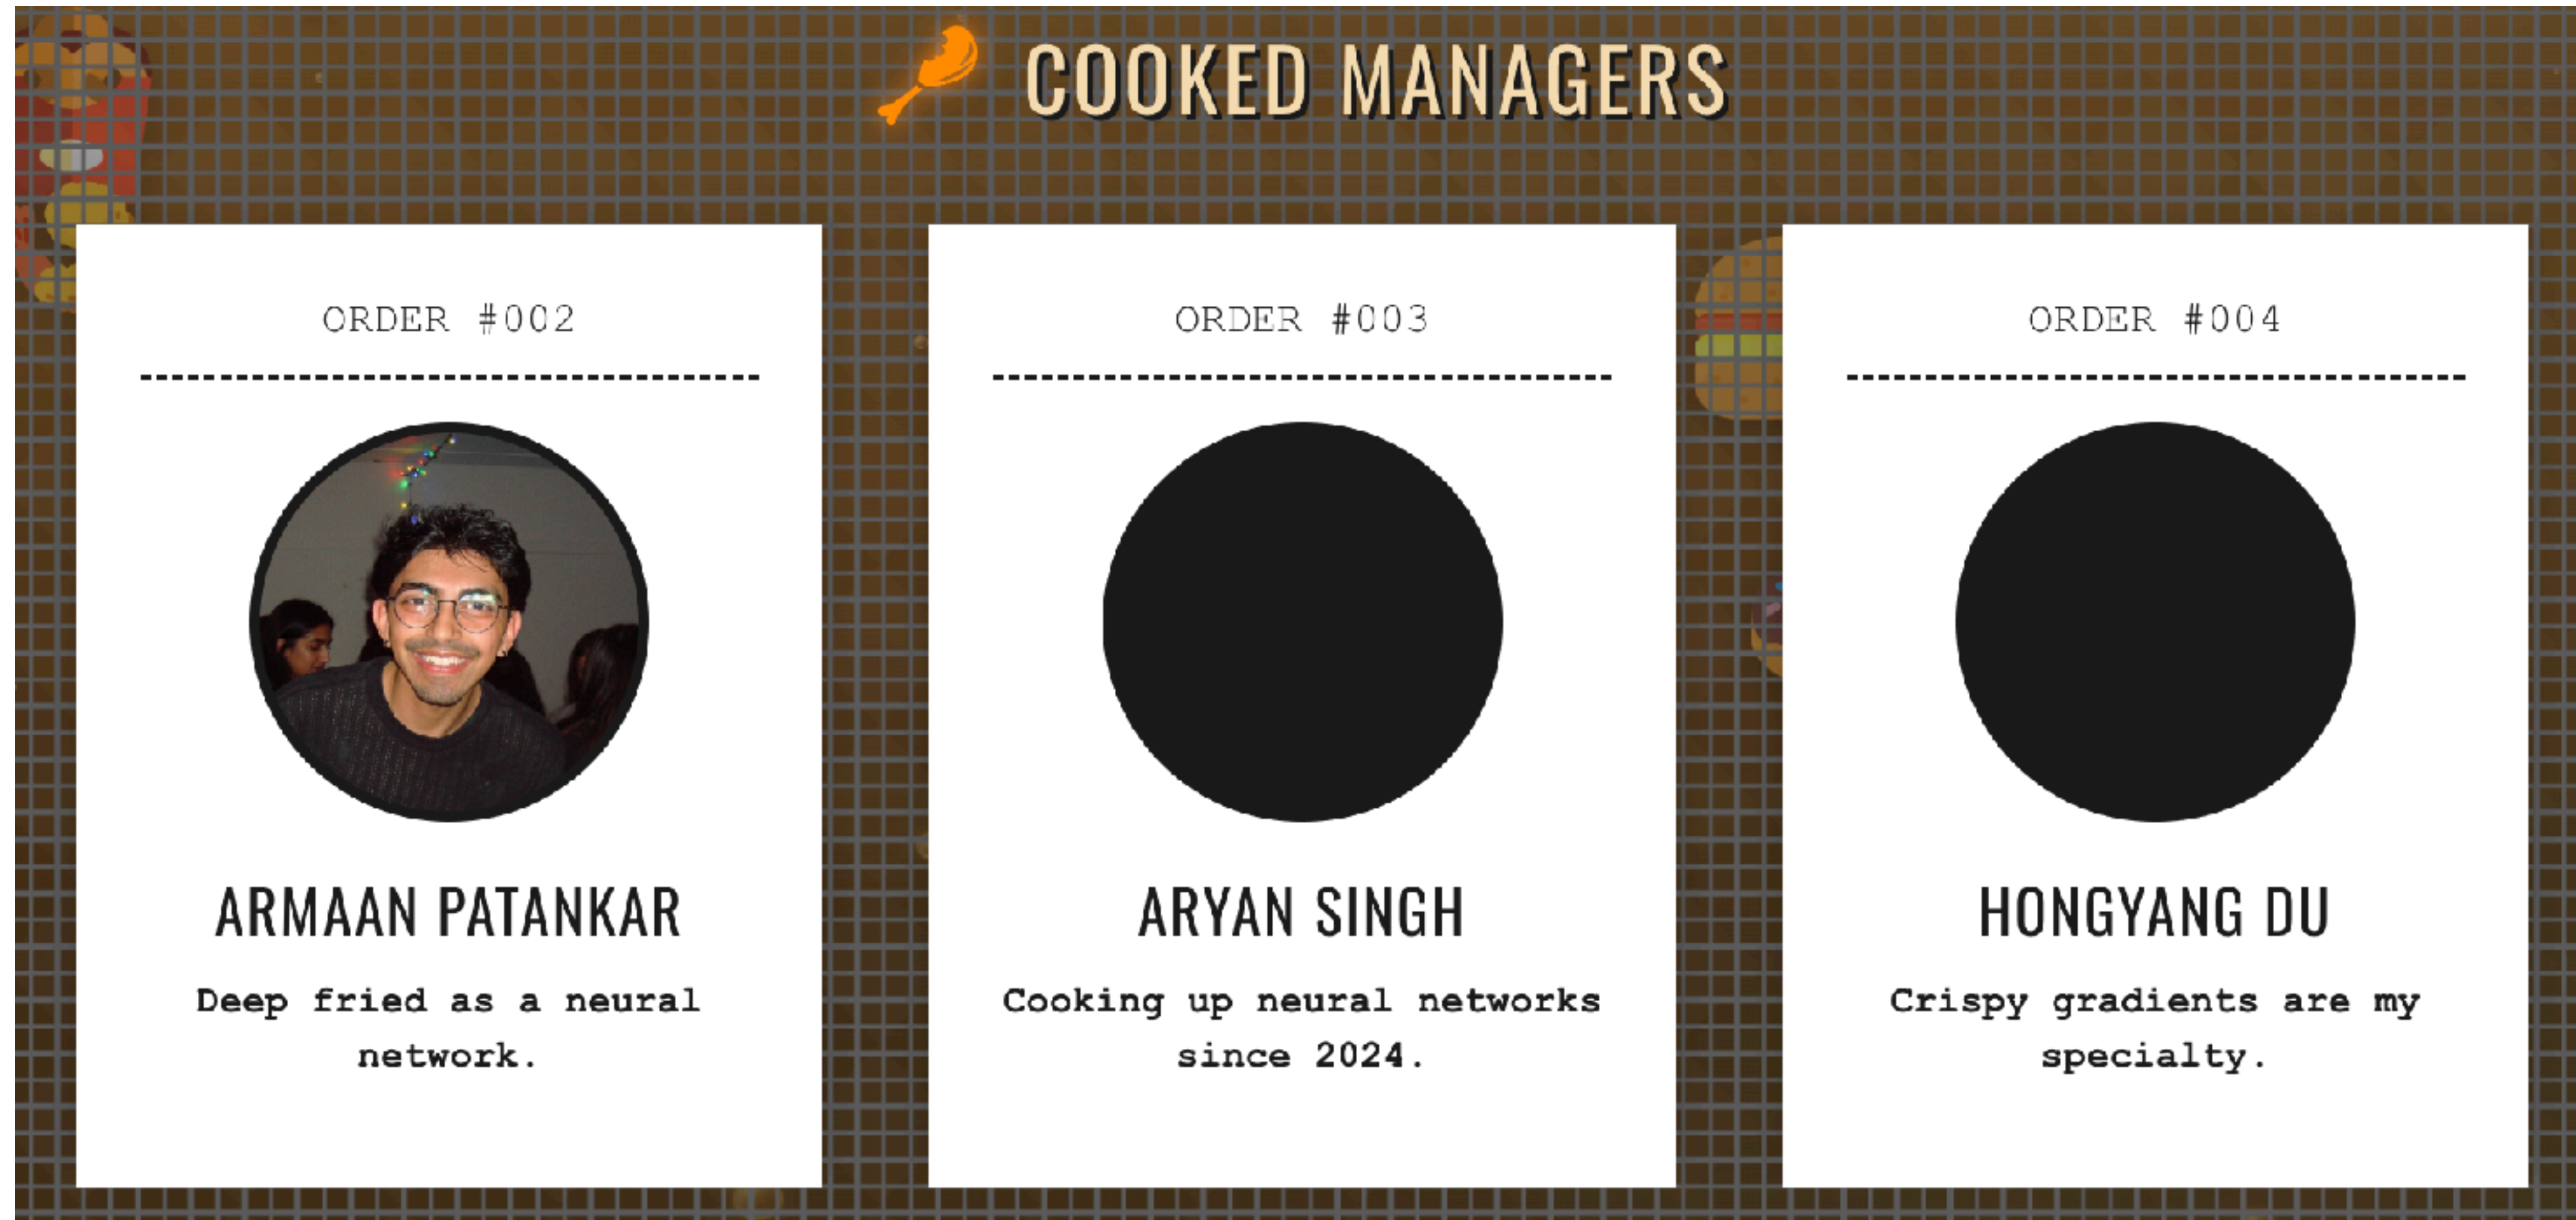 COOKED MANAGERS
ORDER #002
ARMAAN PATANKAR
Deep fried as a neural
network.
ORDER #003
ARYAN SINGH
Cooking up neural networks
since 2024.
ORDER #004
HONGYANG DU
Crispy gradients are my
specialty.